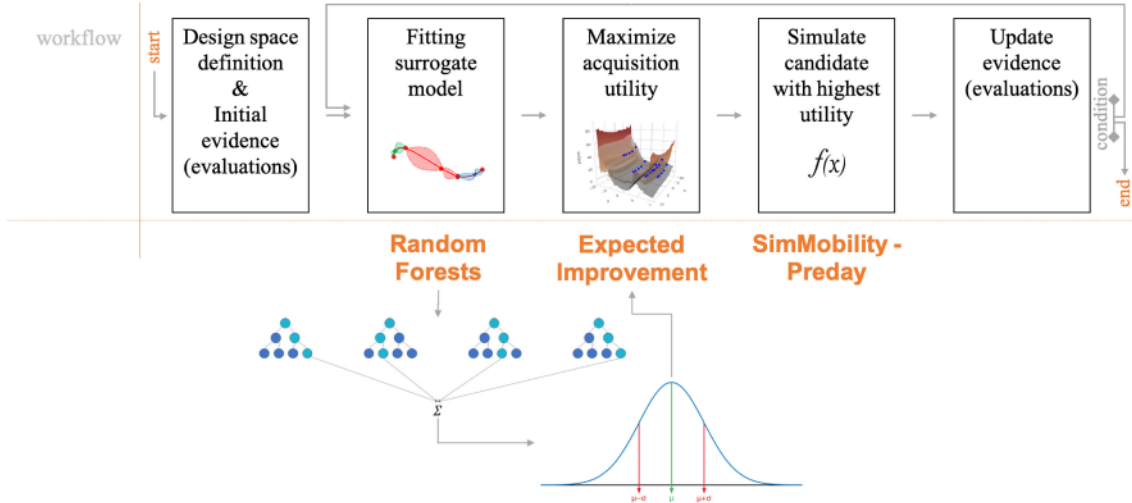 workflow
start
Design space
definition
&
Initial
evidence
(evaluations)
Fitting
surrogate
model
Maximize
acquisition
utility
Simulate
candidate
with highest
utility
f(x)
Update
evidence
(evaluations)
condition
end
Random
Forests
Expected
Improvement
SimMobility -
Preday
Σ
μ-σ
μ
μ+σ